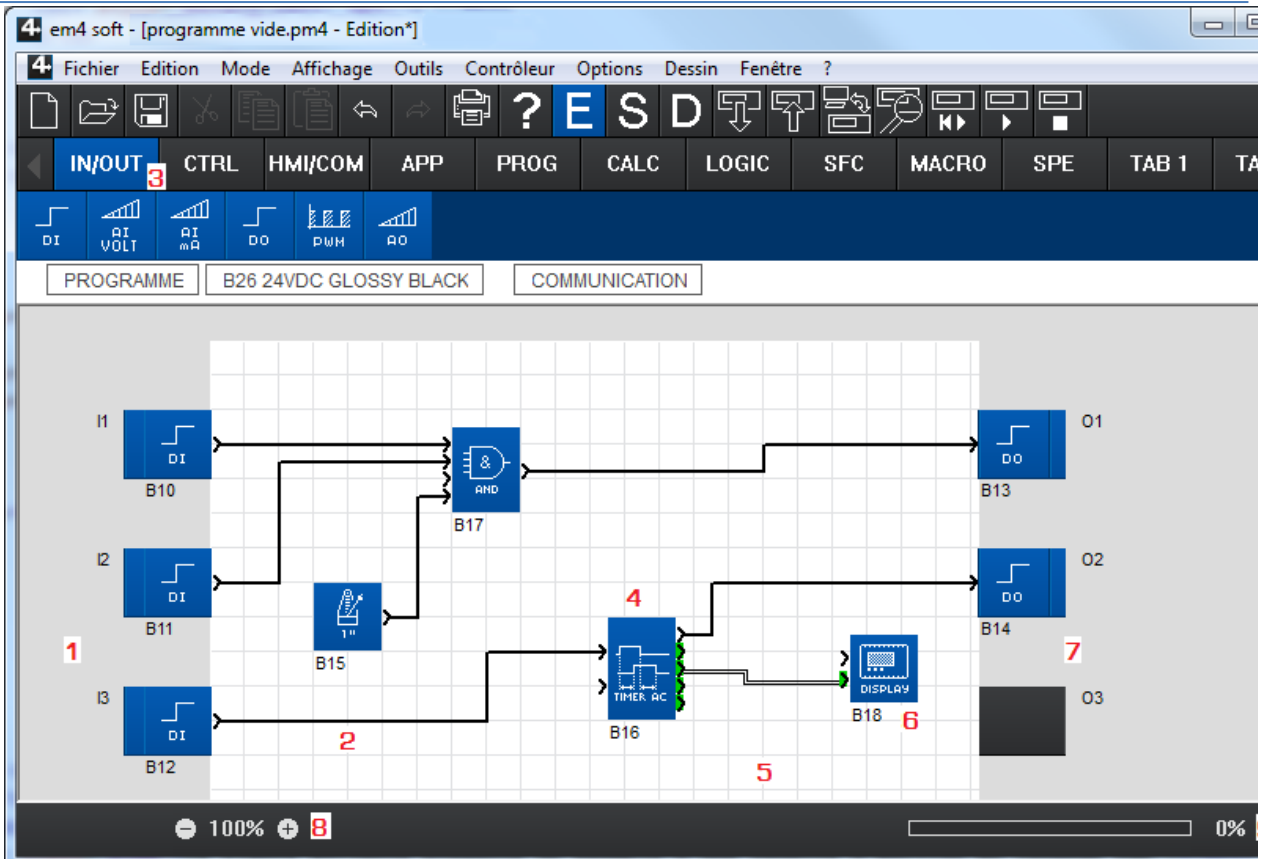 4 em4 soft - [programme vide.pm4 - Edition*]
4 Fichier Edition Mode Affichage Outils Contrôleur Options Dessin Fenêtre ?
? E S D
IN/OUT 3 CTRL HMI/COM APP PROG CALC LOGIC SFC MACRO SPE TAB 1 TA
DI AI VOLT AI mA DO PWM AO
PROGRAMME B26 24VDC GLOSSY BLACK COMMUNICATION
I1 DI B10
& AND B17
DO B13 O1
I2 DI B11
1" B15
4
DO B14 O2
1
7
TIMER AC B16
DISPLAY B18 6
I3 DI B12
2
O3
5
100% 8 0%